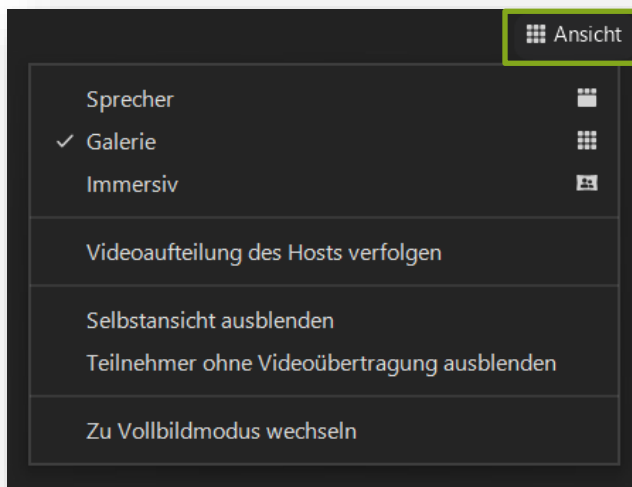 Ansicht
Sprecher
Galerie
Immersiv
Videoaufteilung des Hosts verfolgen
Selbstansicht ausblenden
Teilnehmer ohne Videoübertragung ausblenden
Zu Vollbildmodus wechseln